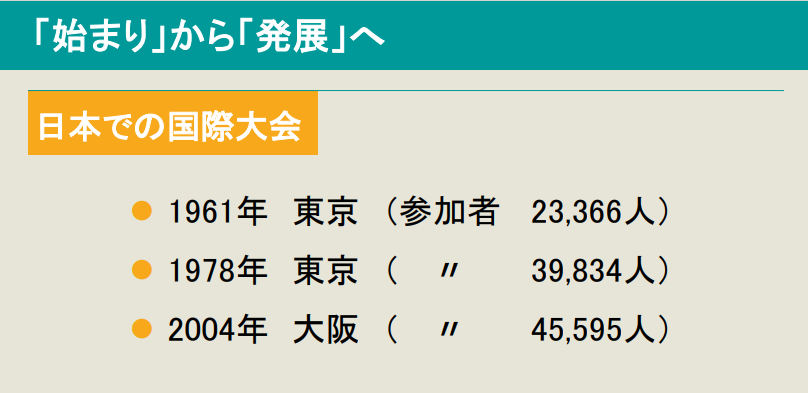 「始まり」から「発展」へ
日本での国際大会
● 1961年 東京 (参加者 23,366人)
● 1978年 東京 ( 〃 39,834人)
● 2004年 大阪 ( 〃 45,595人)